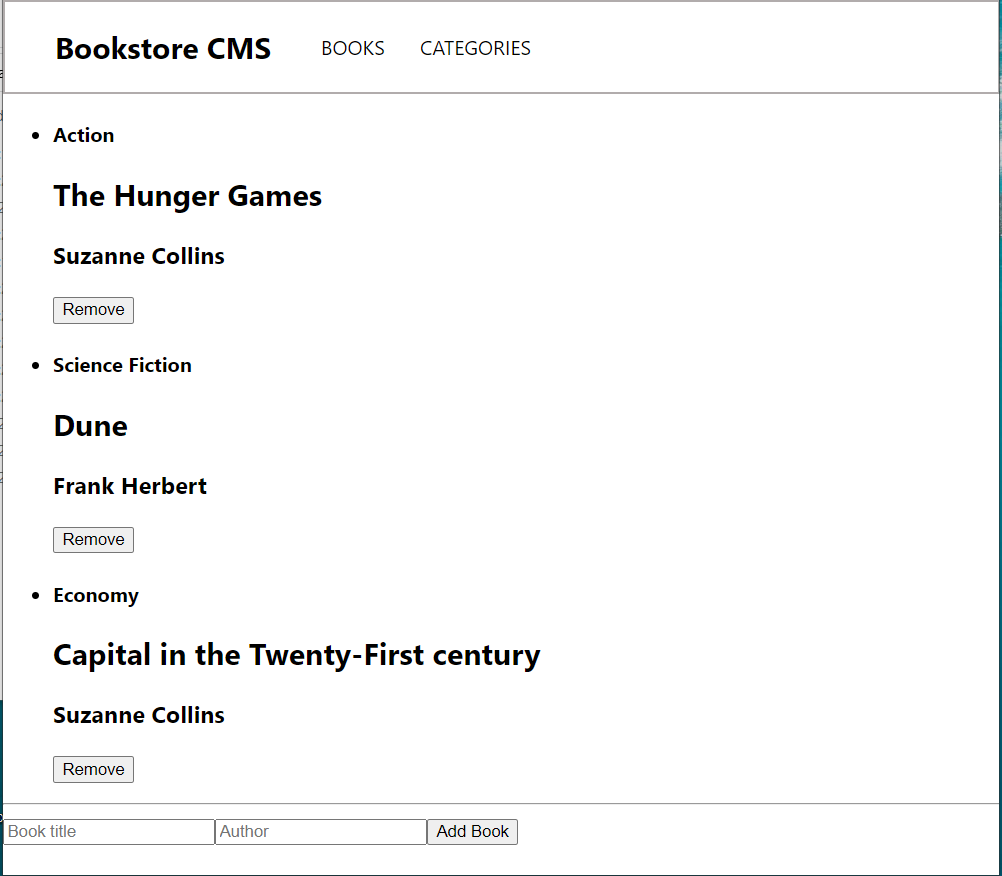 Bookstore CMS BOOKS CATEGORIES
Action
The Hunger Games
Suzanne Collins
Remove
Science Fiction
Dune
Frank Herbert
Remove
Economy
Capital in the Twenty-First century
Suzanne Collins
Remove
Book title Author Add Book